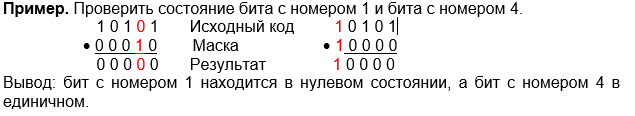 Пример. Проверить состояние бита с номером 1 и бита с номером 4.
1 0 1 0 1 Исходный код 1 0 1 0 1
• 0 0 0 1 0 Маска • 1 0 0 0 0
0 0 0 0 0 Результат 1 0 0 0 0
Вывод: бит с номером 1 находится в нулевом состоянии, а бит с номером 4 в
единичном.